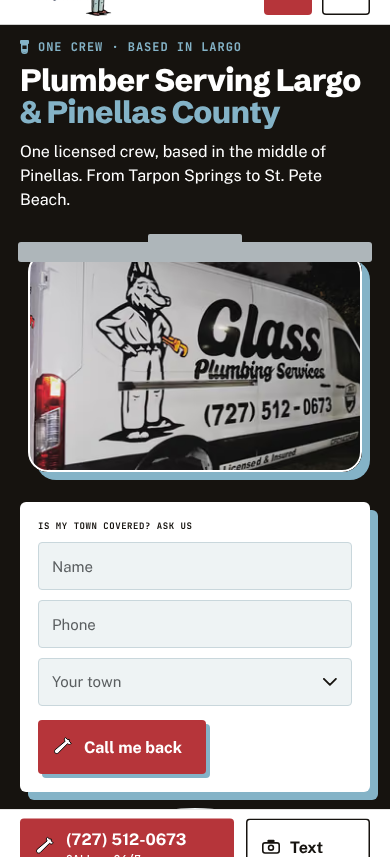 ONE CREW · BASED IN LARGO
Plumber Serving Largo
& Pinellas County
One licensed crew, based in the middle of
Pinellas. From Tarpon Springs to St. Pete
Beach.
Glass
Plumbing Services
(727) 512-0673
Licensed & Insured
IS MY TOWN COVERED? ASK US
Name
Phone
Your town
Call me back
(727) 512-0673
Text